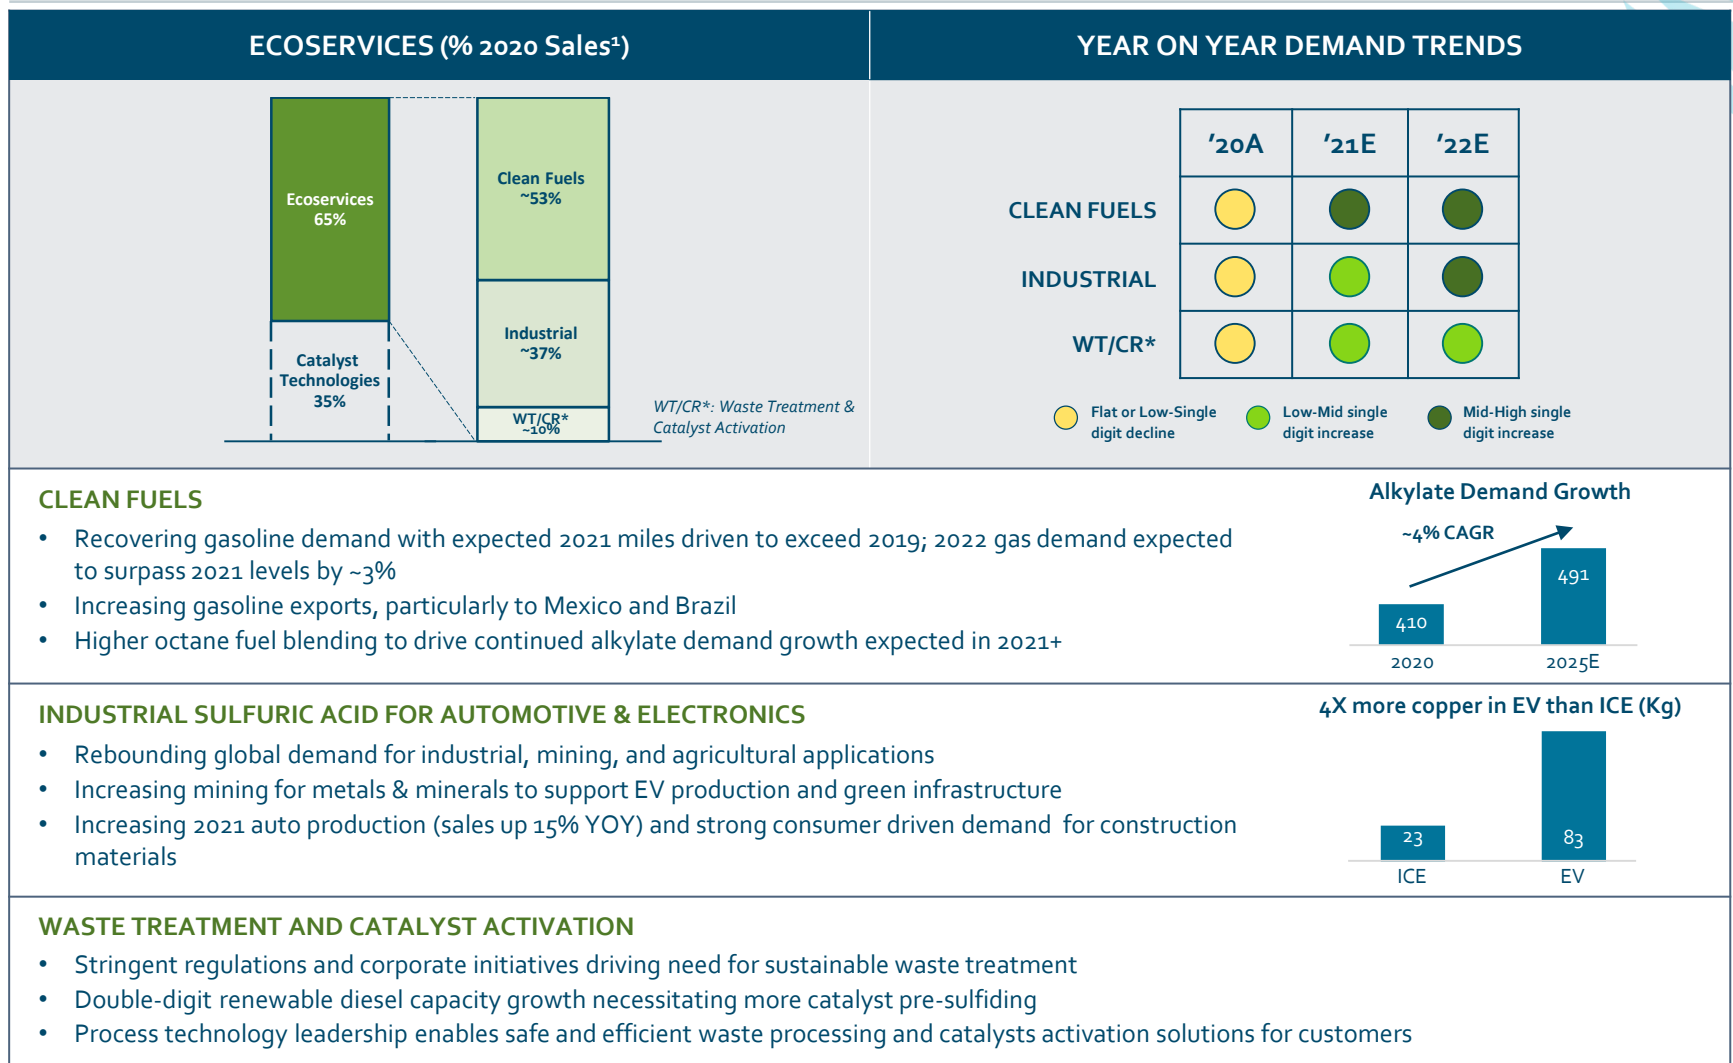 ECOSERVICES (% 2020 Sales¹)
Ecoservices
65%
Catalyst
Technologies
35%
Clean Fuels
~53%
Industrial
~37%
WT/CR*
~10%
WT/CR*: Waste Treatment &
Catalyst Activation
YEAR ON YEAR DEMAND TRENDS
’20A ’21E ’22E
CLEAN FUELS
INDUSTRIAL
WT/CR*
Flat or Low-Single
digit decline
Low-Mid single
digit increase
Mid-High single
digit increase
CLEAN FUELS
• Recovering gasoline demand with expected 2021 miles driven to exceed 2019; 2022 gas demand expected
to surpass 2021 levels by ~3%
• Increasing gasoline exports, particularly to Mexico and Brazil
• Higher octane fuel blending to drive continued alkylate demand growth expected in 2021+
Alkylate Demand Growth
~4% CAGR
410
491
2020
2025E
INDUSTRIAL SULFURIC ACID FOR AUTOMOTIVE & ELECTRONICS
• Rebounding global demand for industrial, mining, and agricultural applications
• Increasing mining for metals & minerals to support EV production and green infrastructure
• Increasing 2021 auto production (sales up 15% YOY) and strong consumer driven demand for construction
materials
4X more copper in EV than ICE (Kg)
23
83
ICE
EV
WASTE TREATMENT AND CATALYST ACTIVATION
• Stringent regulations and corporate initiatives driving need for sustainable waste treatment
• Double-digit renewable diesel capacity growth necessitating more catalyst pre-sulfiding
• Process technology leadership enables safe and efficient waste processing and catalysts activation solutions for customers